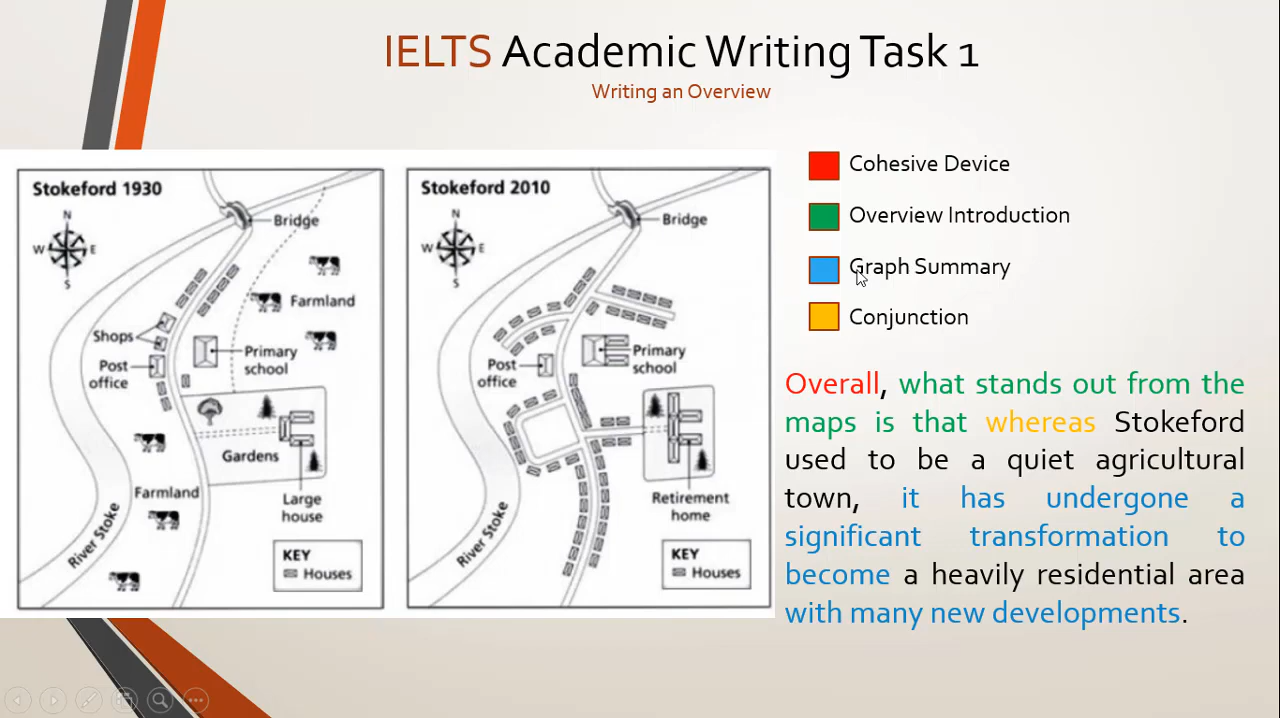 IELTS Academic Writing Task 1
Writing an Overview
Stokeford 1930
N
W
E
S
Bridge
Farmland
Shops
Post
office
Primary
school
Gardens
Farmland
Large
house
River Stoke
KEY
Houses
Stokeford 2010
N
W
E
S
Bridge
Post
office
Primary
school
Retirement
home
River Stoke
KEY
Houses
Cohesive Device
Overview Introduction
Graph Summary
Conjunction
Overall, what stands out from the
maps is that whereas Stokeford
used to be a quiet agricultural
town, it has undergone a
significant transformation to
become a heavily residential area
with many new developments.